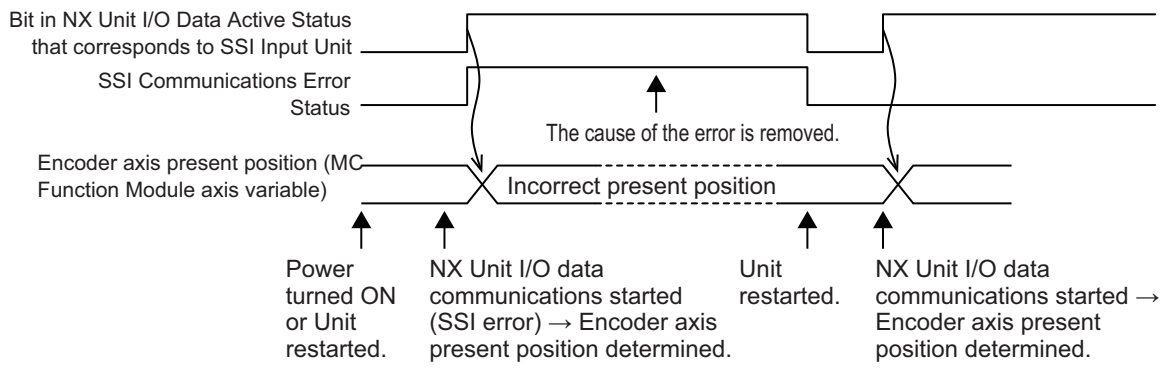 Bit in NX Unit I/O Data Active Status
that corresponds to SSI Input Unit
SSI Communications Error
Status
The cause of the error is removed.
Encoder axis present position (MC
Function Module axis variable)
Incorrect present position
Power
turned ON
or Unit
restarted.
NX Unit I/O data
communications started
(SSI error) → Encoder axis
present position determined.
Unit
restarted.
NX Unit I/O data
communications started →
Encoder axis present
position determined.